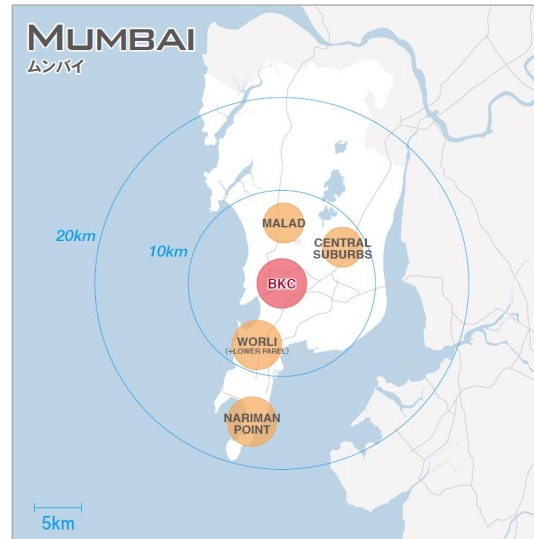 MUMBAI
ムンバイ
20km
10km
MALAD
CENTRAL
SUBURBS
BKC
WORLI
(+LOWER PAREL)
NARIMAN
POINT
5km